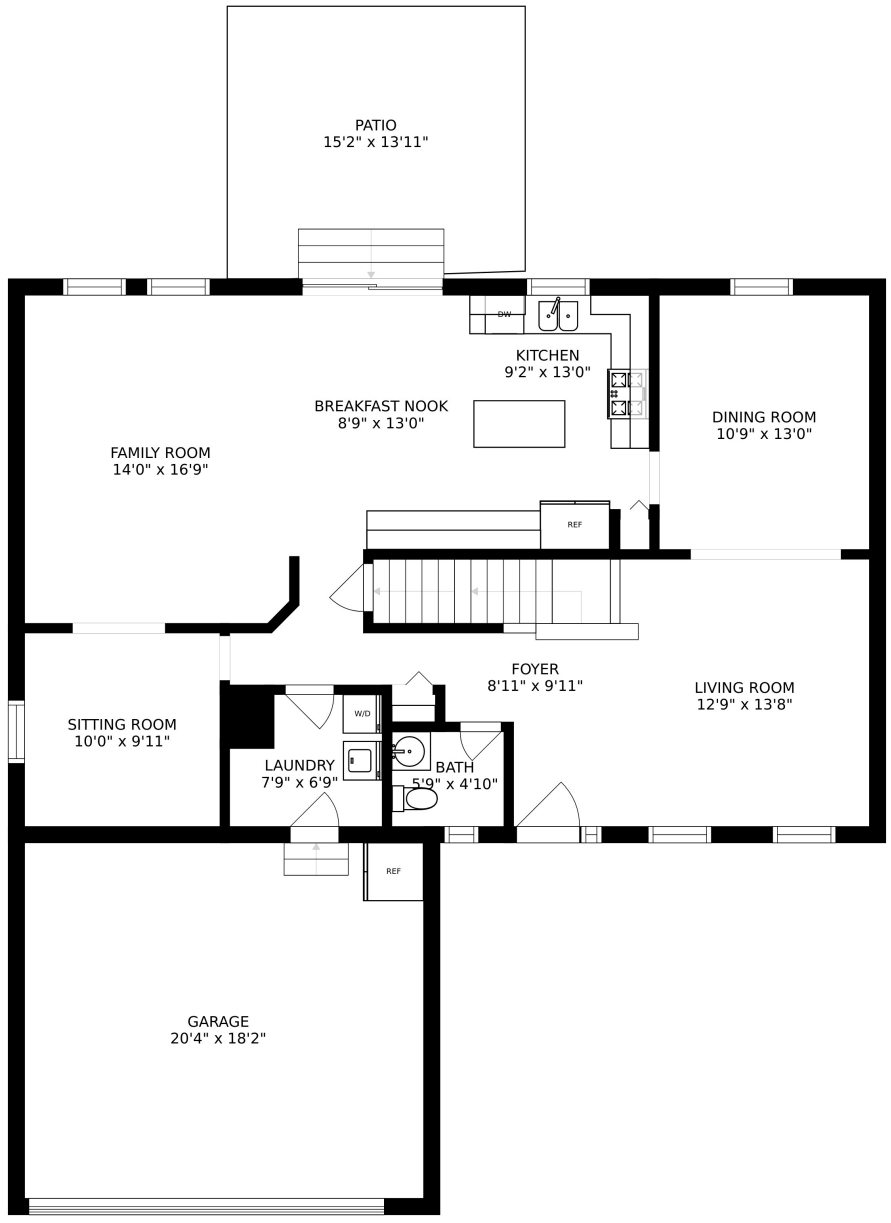 PATIO
15'2" x 13'11"
DW
KITCHEN
9'2" x 13'0"
BREAKFAST NOOK
8'9" x 13'0"
DINING ROOM
10'9" x 13'0"
FAMILY ROOM
14'0" x 16'9"
REF
FOYER
8'11" x 9'11"
LIVING ROOM
12'9" x 13'8"
SITTING ROOM
10'0" x 9'11"
W/D
LAUNDRY
7'9" x 6'9"
BATH
5'9" x 4'10"
REF
GARAGE
20'4" x 18'2"